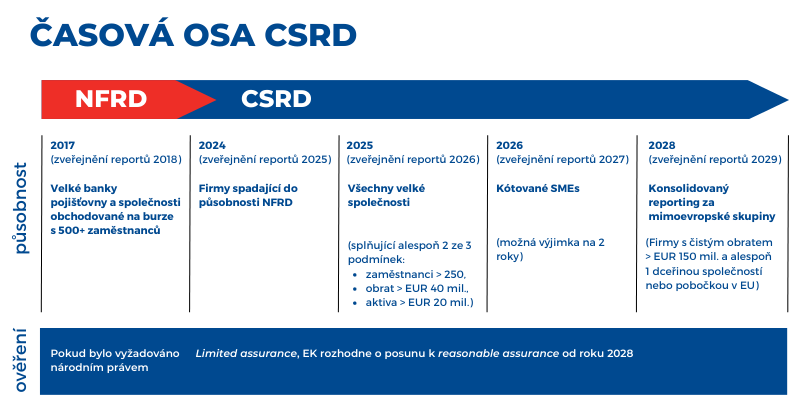 ČASOVÁ OSA CSRD
NFRD
CSRD
působnost
2017
(zveřejnění reportů 2018)
Velké banky
pojišťovny a společnosti
obchodované na burze
s 500+ zaměstnanců
2024
(zveřejnění reportů 2025)
Firmy spadající do
působnosti NFRD
2025
(zveřejnění reportů 2026)
Všechny velké
společnosti
(splňující alespoň 2 ze 3
podmínek:
• zaměstnanci > 250,
• obrat > EUR 40 mil.,
• aktiva > EUR 20 mil.)
2026
(zveřejnění reportů 2027)
Kótované SMEs
(možná výjimka na 2
roky)
2028
(zveřejnění reportů 2029)
Konsolidovaný
reporting za
mimoevropské skupiny
(Firmy s čistým obratem
> EUR 150 mil. a alespoň
1 dceřinou společností
nebo pobočkou v EU)
ověření
Pokud bylo vyžadováno
národním právem
Limited assurance, EK rozhodne o posunu k reasonable assurance od roku 2028